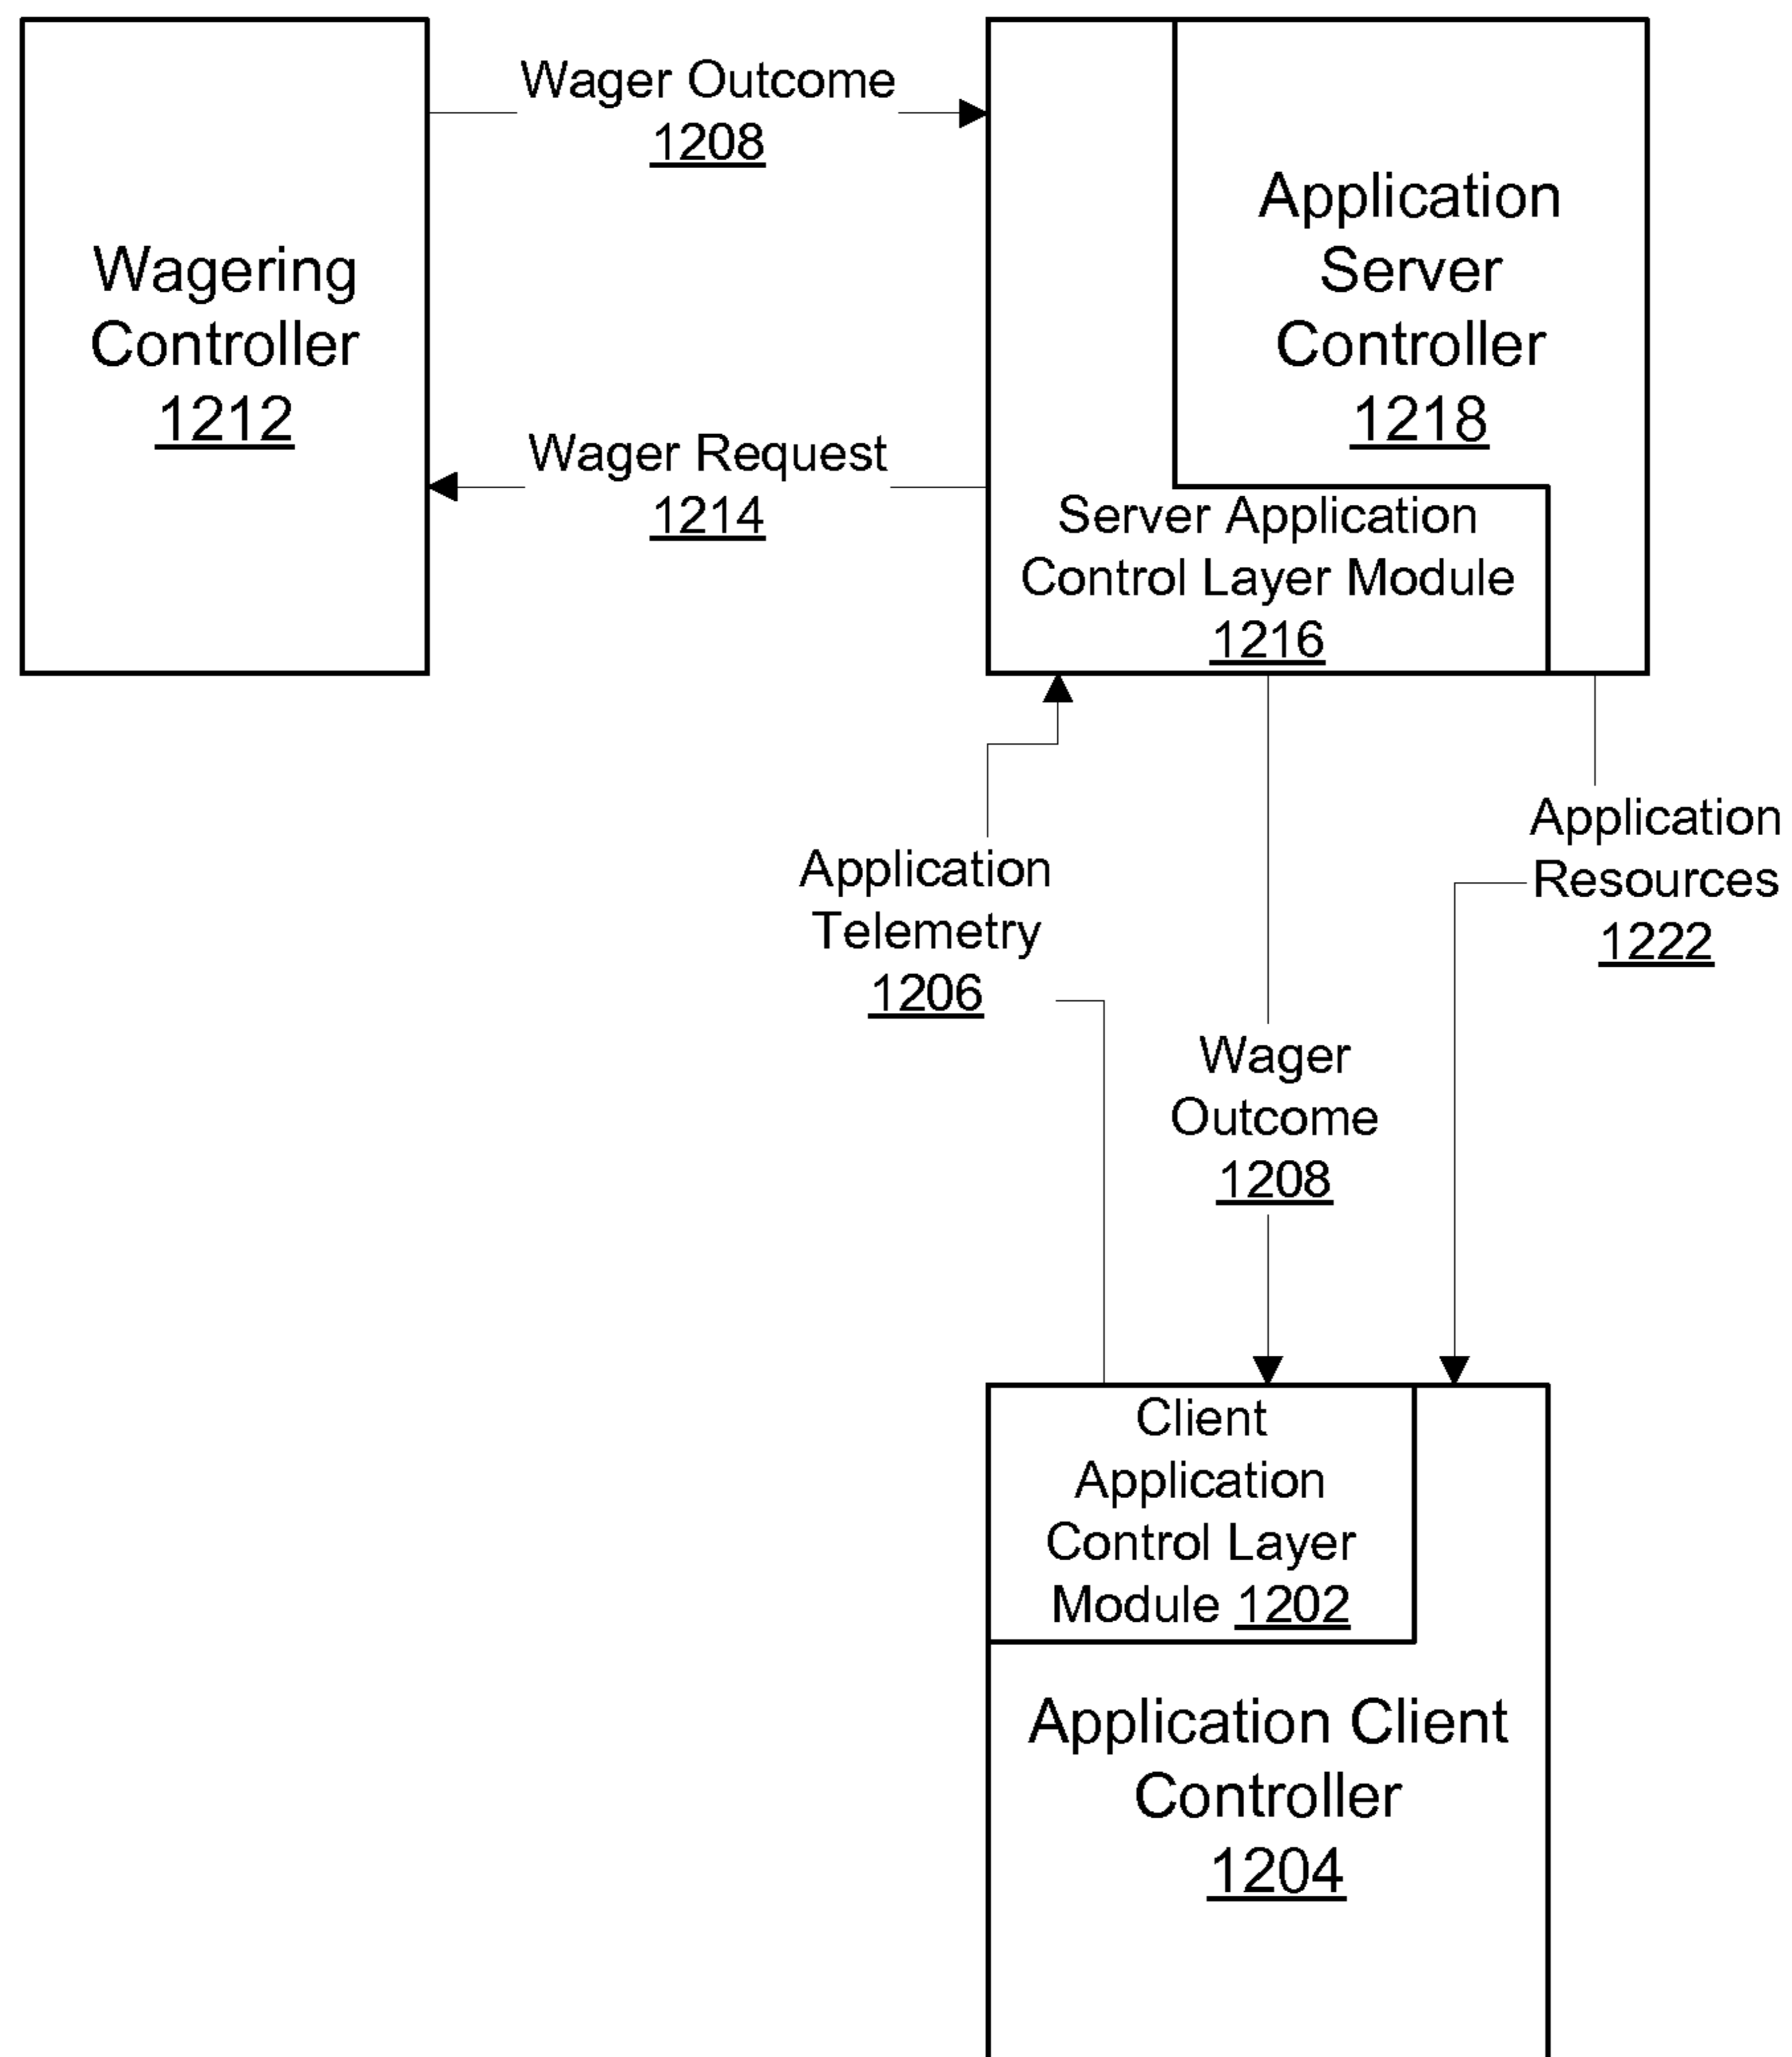 Wagering
Controller
1212
Wager Outcome
1208
Wager Request
1214
Application
Server
Controller
1218
Server Application
Control Layer Module
1216
Application
Telemetry
1206
Wager
Outcome
1208
Application
Resources
1222
Client
Application
Control Layer
Module 1202
Application Client
Controller
1204